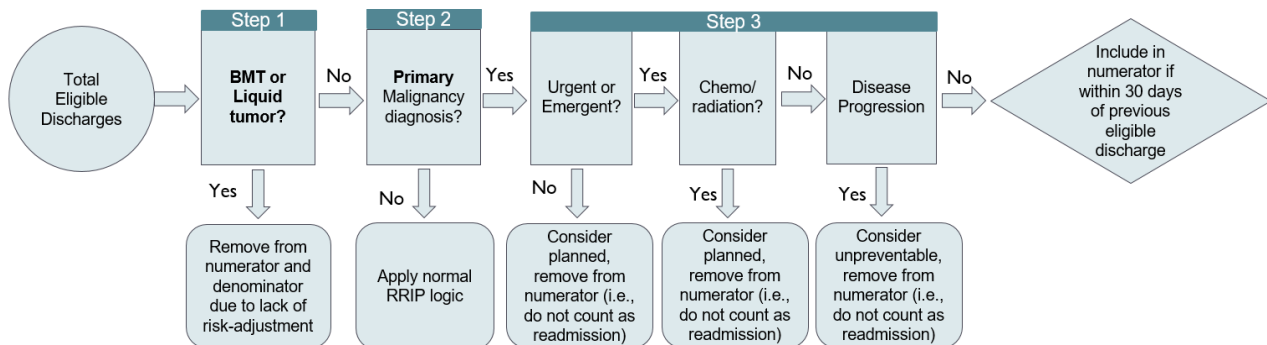 Step 1
Step 2
Step 3
Total
Eligible
Discharges
BMT or
Liquid
tumor?
No
Primary
Malignancy
diagnosis?
Yes
Urgent or
Emergent?
Yes
Chemo/
radiation?
No
Disease
Progression
No
Include in
numerator if
within 30 days
of previous
eligible
discharge
Yes
No
No
Yes
Yes
Remove from
numerator and
denominator
due to lack of
risk-adjustment
Apply normal
RRIP logic
Consider
planned,
remove from
numerator (i.e.,
do not count as
readmission)
Consider
planned,
remove from
numerator (i.e.,
do not count as
readmission)
Consider
unpreventable,
remove from
numerator (i.e.,
do not count as
readmission)